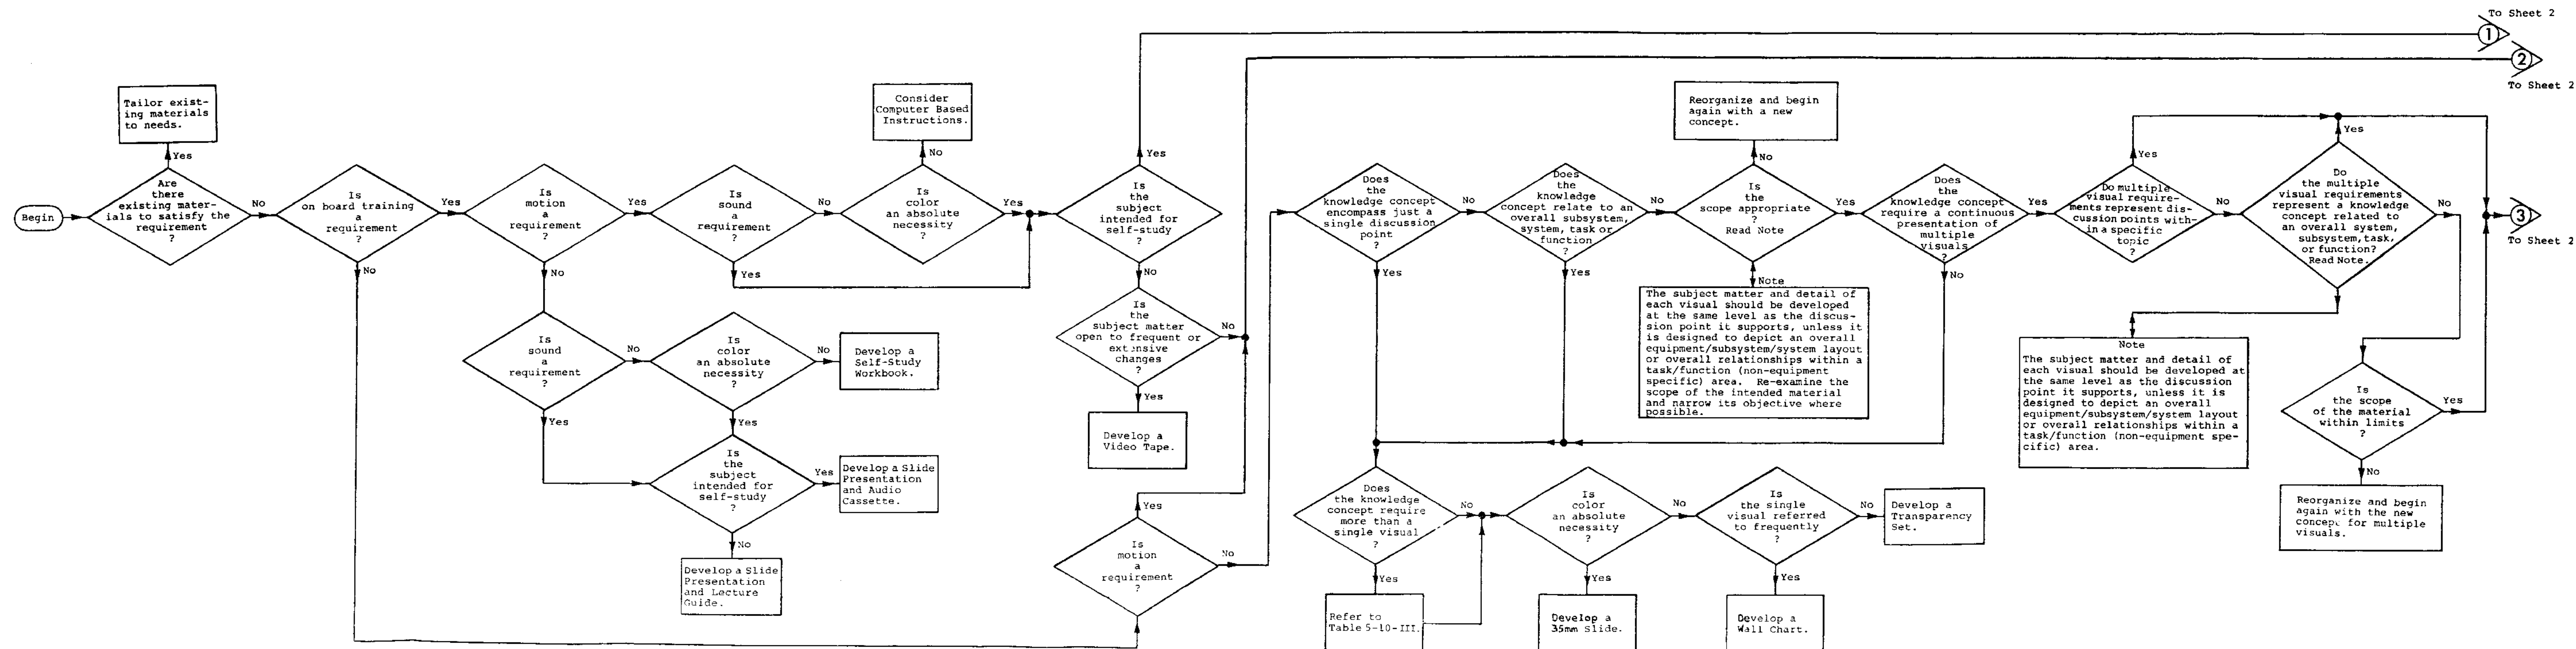 To Sheet 2
1
2
To Sheet 2
Tailor exist-
ing materials
to needs.
Yes
Begin
Are
there
existing mater-
ials to satisfy the
requirement
?
No
Is
on board training
a
requirement
?
Yes
No
Is
motion
a
requirement
?
Yes
No
Is
sound
a
requirement
?
No
Yes
Consider
Computer Based
Instructions.
No
Is
color
an absolute
necessity
?
Yes
Yes
Is
the
subject
intended for
self-study
?
No
Is
the
subject matter
open to frequent or
changes
?
No
Yes
Develop a
Video Tape.
Is
sound
a
requirement
?
No
Yes
Is
color
an absolute
necessity
?
No
Yes
Develop a
Self-Study
Workbook.
Is
the
subject
intended for
self-study
?
Yes
No
Develop a Slide
Presentation
and Audio
Cassette.
Develop a Slide
Presentation
and Lecture
Guide.
Yes
Is
motion
a
requirement
?
No
Does
the
knowledge concept
encompass just a
single discussion
point
?
No
Yes
Does
the
knowledge
concept relate to an
overall subsystem,
system, task or
function
?
No
Yes
Reorganize and begin
again with a new
concept.
No
Is
the
scope appropriate
?
Read Note
Yes
Note
The subject matter and detail of
each visual should be developed
at the same level as the discus-
sion point it supports, unless it
is designed to depict an overall
equipment/subsystem/system layout
or overall relationships within a
task/function (non-equipment
specific) area. Re-examine the
scope of the intended material
and narrow its objective where
possible.
Does
the
knowledge concept
require a continuous
presentation of
multiple
visuals
?
Yes
No
Yes
Do multiple
visual require-
ments represent dis-
cussion points with-
in a specific
topic
?
No
Yes
Do
the multiple
visual requirements
represent a knowledge
concept related to
an overall system,
subsystem, task,
or function?
Read Note.
No
3
To Sheet 2
Note
The subject matter and detail of
each visual should be developed at
the same level as the discussion
point it supports, unless it is
designed to depict an overall
equipment/subsystem/system layout
or overall relationships within a
task/function (non-equipment spe-
cific) area.
Is
the scope
of the material
within limits
?
Yes
No
Reorganize and begin
again with the new
concept for multiple
visuals.
Does
the knowledge
concept require
more than a
single visual
?
No
Yes
Refer to
Table 5-10-III.
Is
color
an absolute
necessity
?
No
Yes
Develop a
35mm Slide.
Is
the single
visual referred
to frequently
?
No
Yes
Develop a
Wall Chart.
Develop a
Transparency
Set.